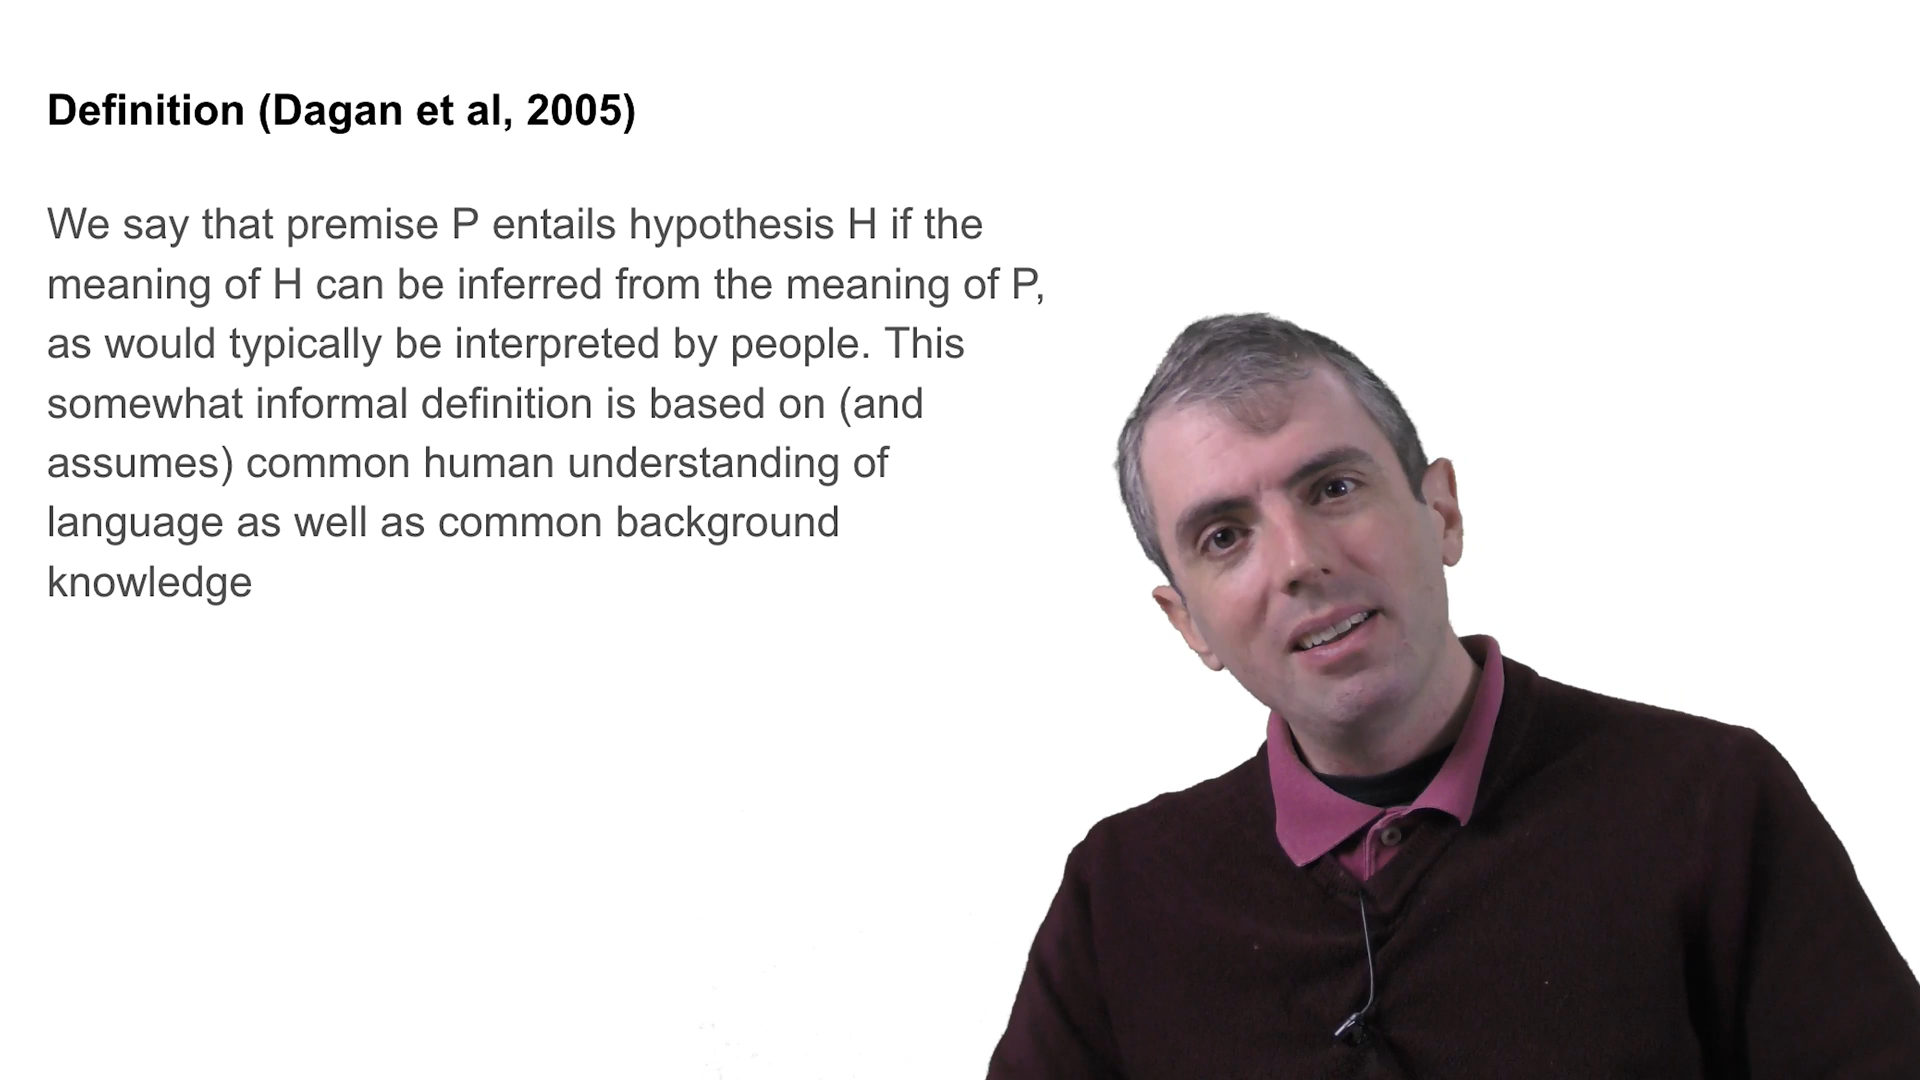 Definition (Dagan et al, 2005)
We say that premise P entails hypothesis H if the
meaning of H can be inferred from the meaning of P,
as would typically be interpreted by people. This
somewhat informal definition is based on (and
assumes) common human understanding of
language as well as common background
knowledge